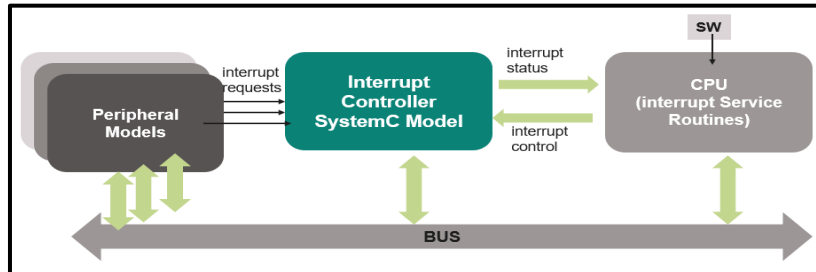 SW
interrupt
requests
Interrupt
Controller
SystemC Model
interrupt
status
CPU
(interrupt Service
Routines)
Peripheral
Models
interrupt
control
BUS